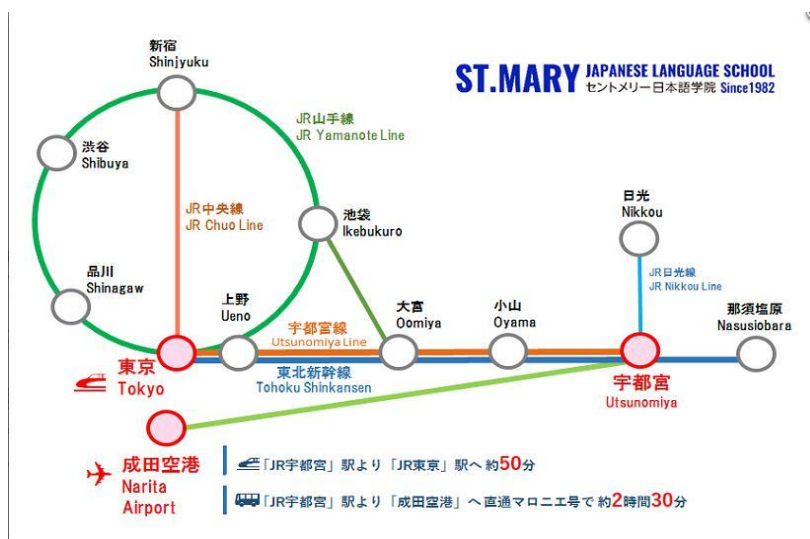 新宿
Shinjyuku
ST.MARY JAPANESE LANGUAGE SCHOOL
セントメリー日本語学院 Since1982
JR山手線
JR Yamanote Line
渋谷
Shibuya
日光
Nikkou
JR中央線
JR Chuo Line
池袋
Ikebukuro
JR日光線
JR Nikkou Line
品川
Shinagaw
上野
Ueno
大宮
Oomiya
小山
Oyama
那須塩原
Nasusiobara
宇都宮線
Utsunomiya Line
東京
Tokyo
東北新幹線
Tohoku Shinkansen
宇都宮
Utsunomiya
成田空港
Narita
Airport
「JR宇都宮」駅より「JR東京」駅へ 約50分
「JR宇都宮」駅より「成田空港」へ 直通マロニエ号で 約2時間30分